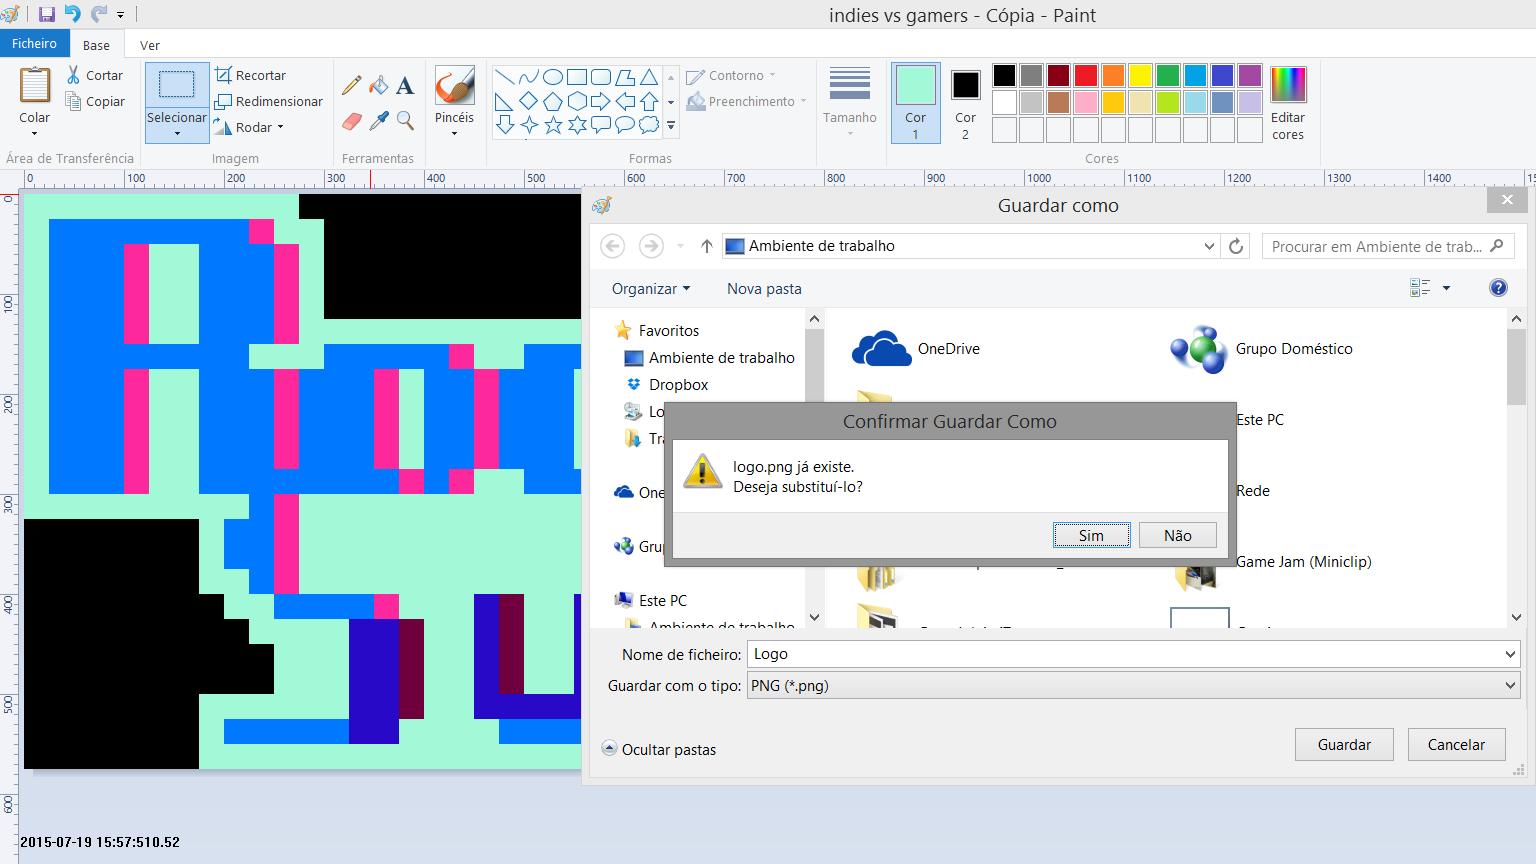 indies vs gamers - Cópia - Paint
Ficheiro
Base
Ver
Colar
Cortar
Copiar
Área de Transferência
Selecionar
Recortar
Redimensionar
Rodar
Imagem
A
Ferramentas
Pincéis
Contorno
Preenchimento
Formas
Tamanho
Cor
1
Cor
2
Editar
cores
Cores
0 100 200 300 400 500 600 700 800 900 1000 1100 1200 1300 1400
0
100
200
300
400
500
600
Guardar como
Ambiente de trabalho
Procurar em Ambiente de trab...
Organizar
Nova pasta
Favoritos
Ambiente de trabalho
Dropbox
Este PC
Ambiente de trabalho
OneDrive
Grupo Doméstico
Este PC
Rede
Game Jam (Miniclip)
Confirmar Guardar Como
logo.png já existe.
Deseja substituí-lo?
Sim
Não
Nome de ficheiro: Logo
Guardar com o tipo: PNG (*.png)
Ocultar pastas
Guardar
Cancelar
2015-07-19 15:57:510.52